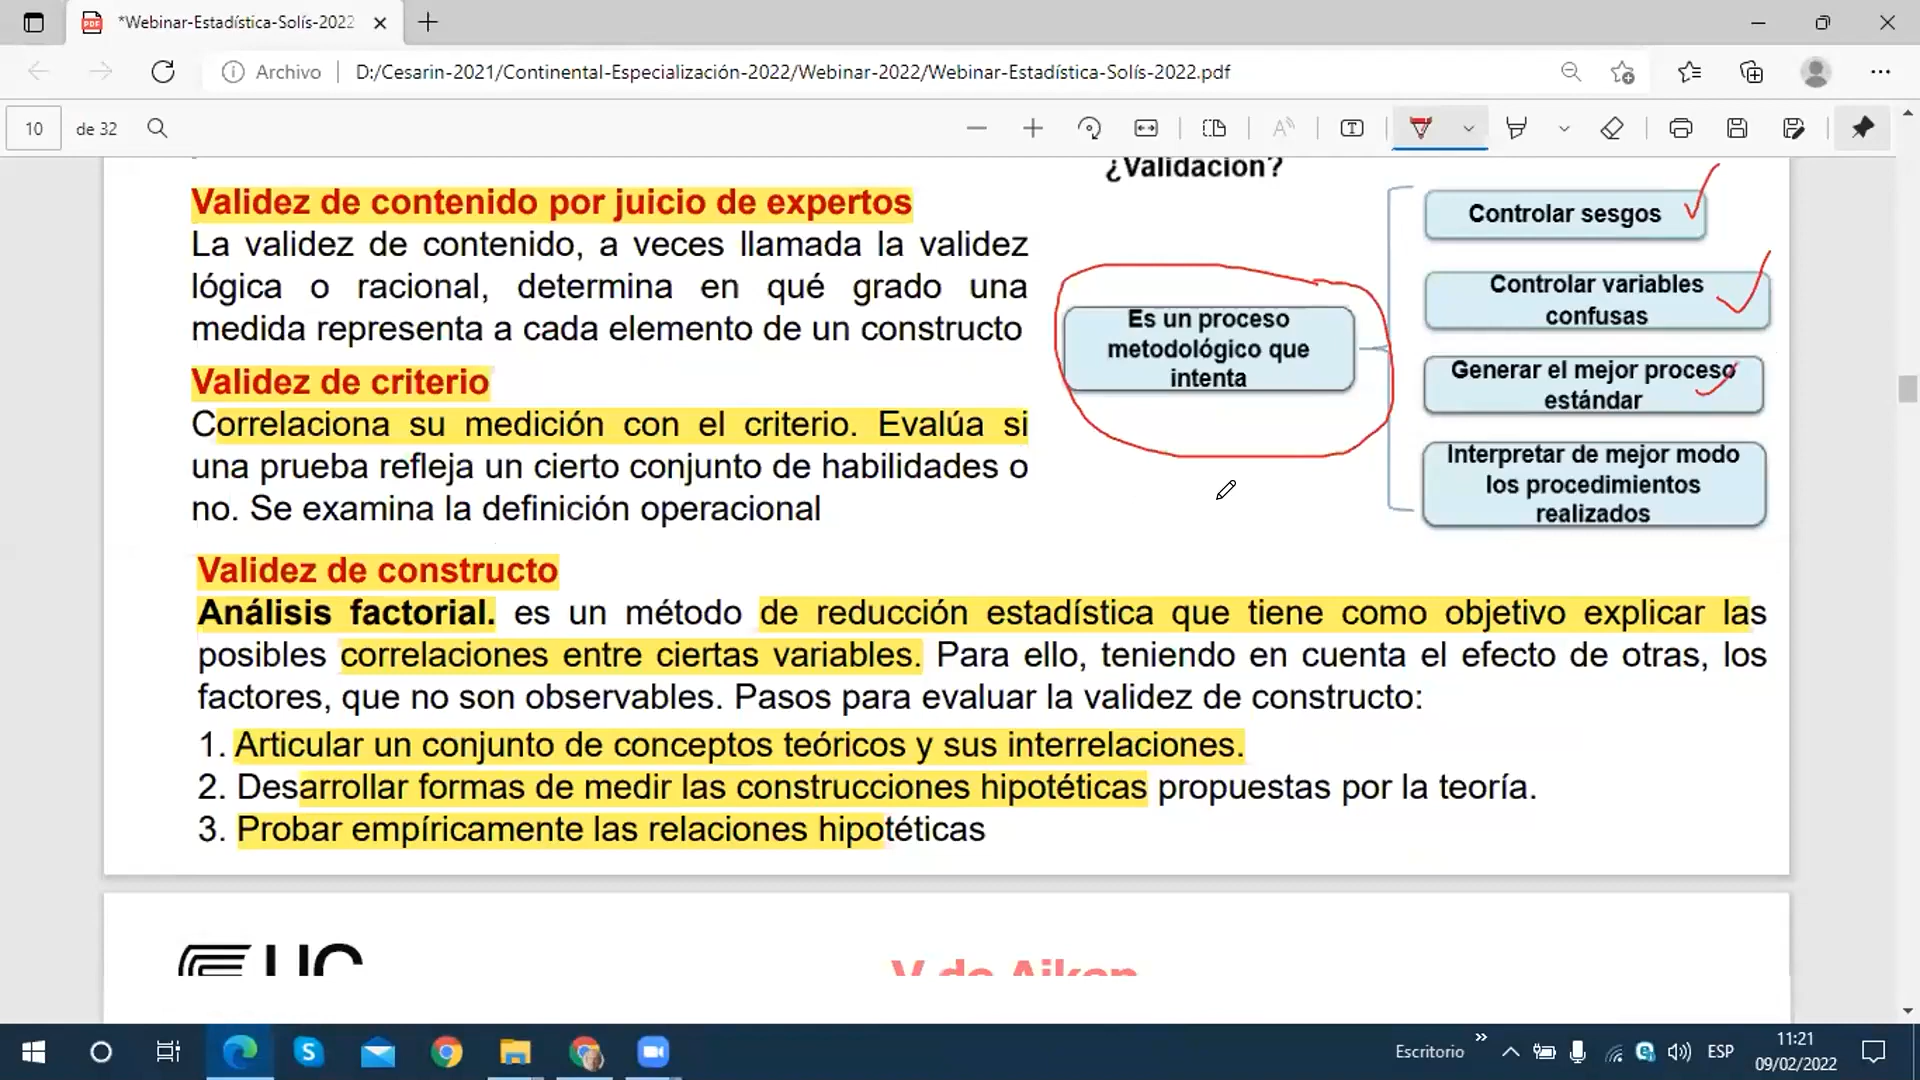 *Webinar-Estadística-Solís-2022
Archivo
D:/Cesarin-2021/Continental-Especialización-2022/Webinar-2022/Webinar-Estadística-Solís-2022.pdf
10 de 32
¿Validación?
Validez de contenido por juicio de expertos
La validez de contenido, a veces llamada la validez
lógica o racional, determina en qué grado una
medida representa a cada elemento de un constructo
Validez de criterio
Correlaciona su medición con el criterio. Evalúa si
una prueba refleja un cierto conjunto de habilidades o
no. Se examina la definición operacional
Es un proceso
metodológico que
intenta
Controlar sesgos
Controlar variables
confusas
Generar el mejor proceso
estándar
Interpretar de mejor modo
los procedimientos
realizados
Validez de constructo
Análisis factorial. es un método de reducción estadística que tiene como objetivo explicar las
posibles correlaciones entre ciertas variables. Para ello, teniendo en cuenta el efecto de otras, los
factores, que no son observables. Pasos para evaluar la validez de constructo:
1. Articular un conjunto de conceptos teóricos y sus interrelaciones.
2. Desarrollar formas de medir las construcciones hipotéticas propuestas por la teoría.
3. Probar empíricamente las relaciones hipotéticas
UC
V de Aiken
Escritorio
ESP
11:21
09/02/2022